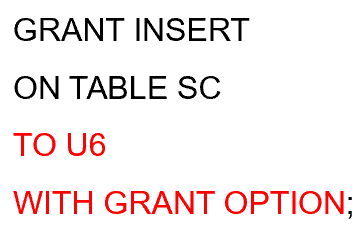 GRANT INSERT
ON TABLE SC
TO U6
WITH GRANT OPTION;